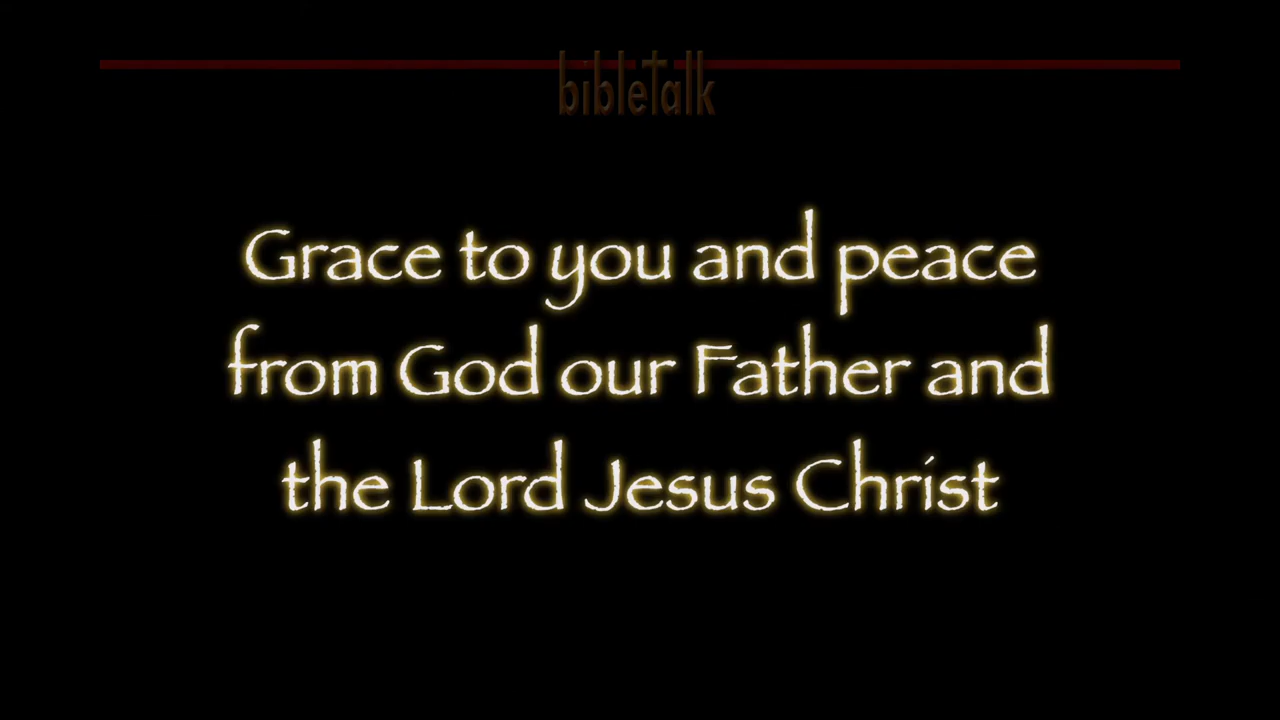 bibleTalk
Grace to you and peace
from God our Father and
the Lord Jesus Christ